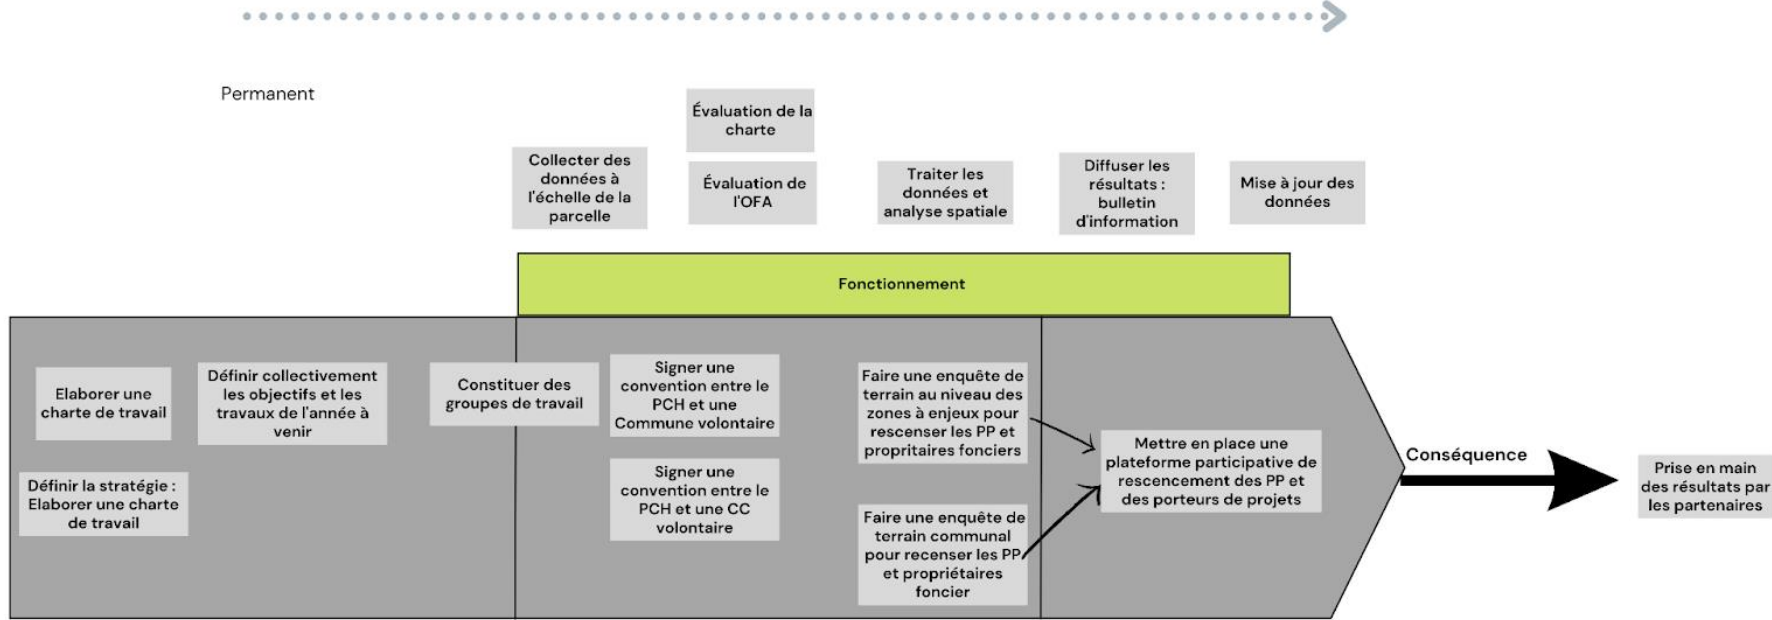 Permanent
Évaluation de la
charte
Collecter des
données à
l'échelle de la
parcelle
Évaluation de
l'OFA
Traiter les
données et
analyse spatiale
Diffuser les
résultats :
bulletin
d'information
Mise à jour des
données
Fonctionnement
Elaborer une
charte de travail
Définir collectivement
les objectifs et les
travaux de l'année à
venir
Constituer des
groupes de travail
Signer une
convention entre le
PCH et une
Commune volontaire
Faire une enquête de
terrain au niveau des
zones à enjeux pour
rescenser les PP et
propritaires fonciers
Définir la stratégie :
Elaborer une charte
de travail
Signer une
convention entre le
PCH et une CC
volontaire
Faire une enquête de
terrain communal
pour recenser les PP
et propriétaires
foncier
Mettre en place une
plateforme participative de
rescencement des PP et
des porteurs de projets
Conséquence
Prise en main
des résultats par
les partenaires